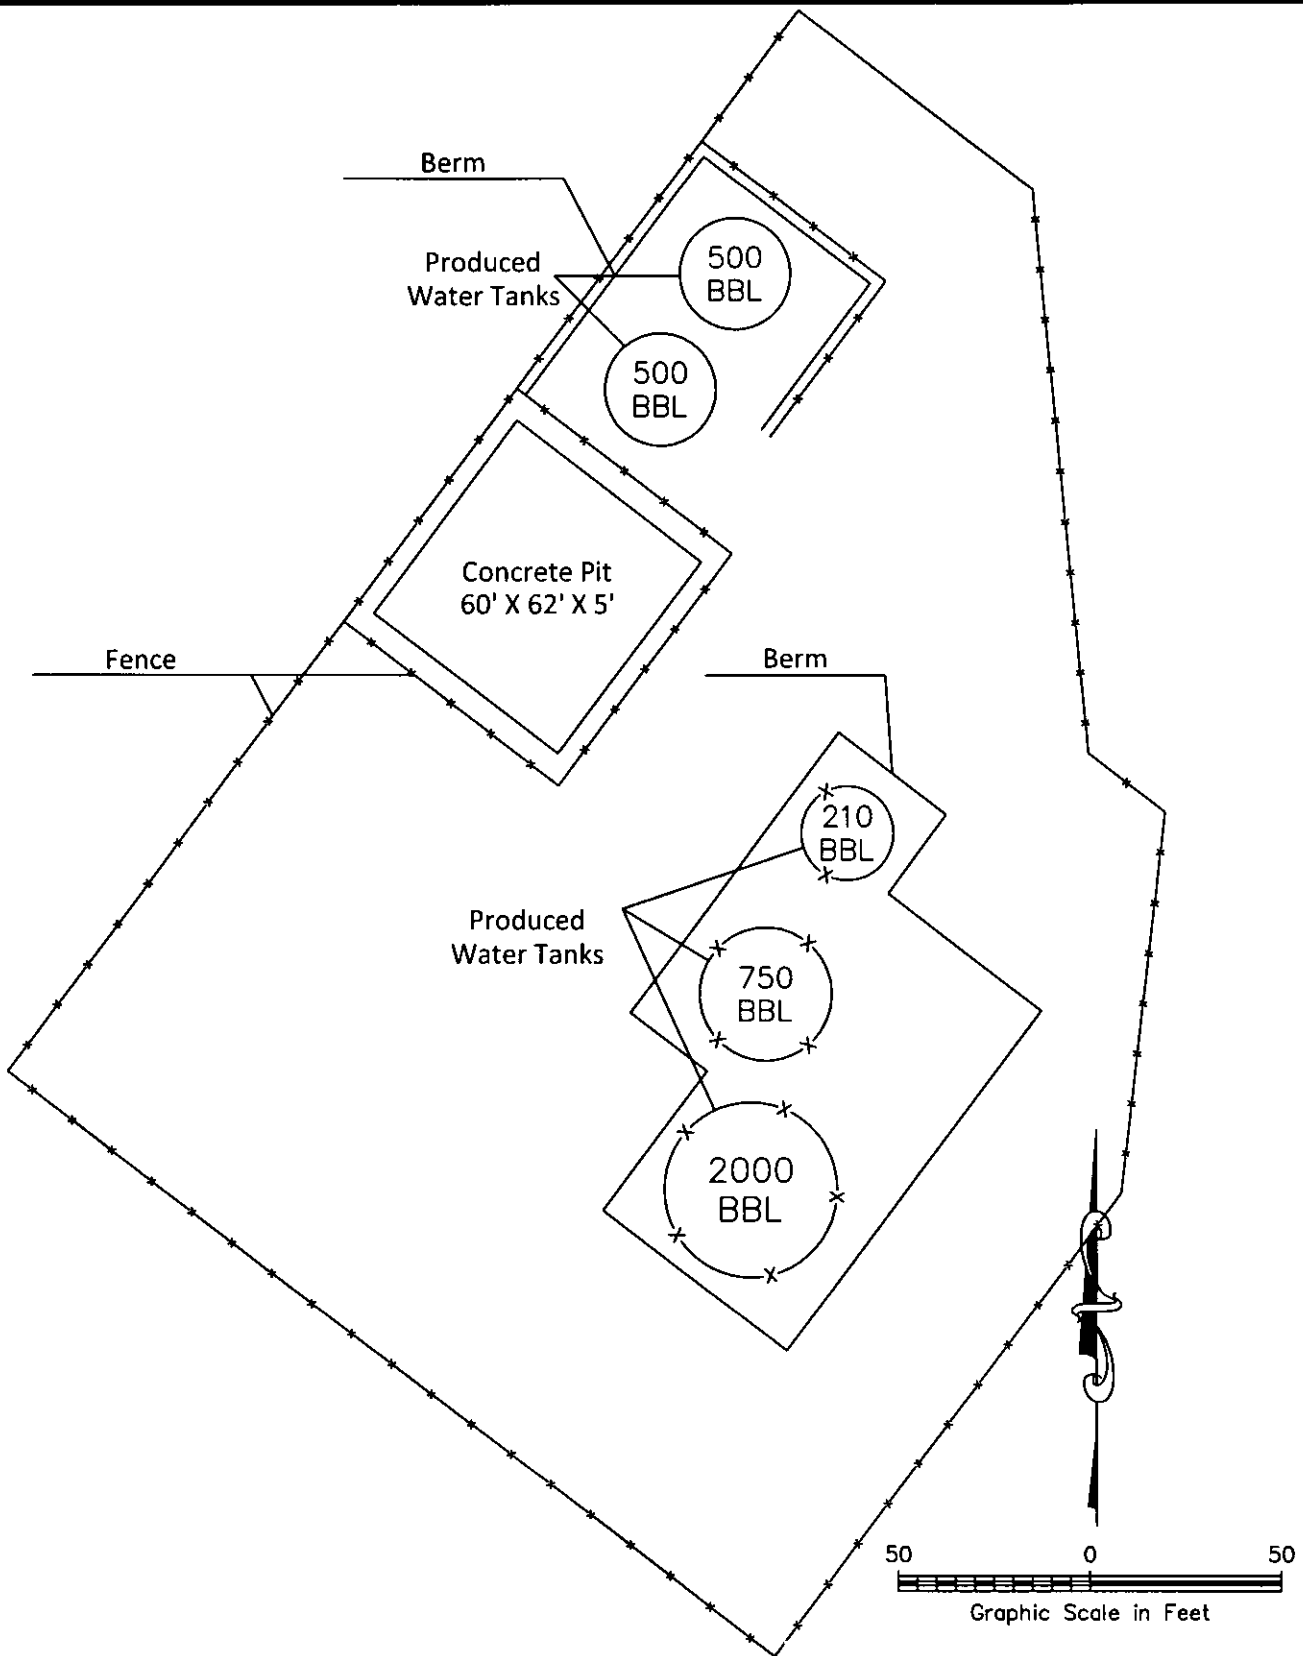 Berm
Produced
Water Tanks
500
BBL
500
BBL
Concrete Pit
60' X 62' X 5'
Fence
Berm
210
BBL
Produced
Water Tanks
750
BBL
2000
BBL
50 0 50
Graphic Scale in Feet